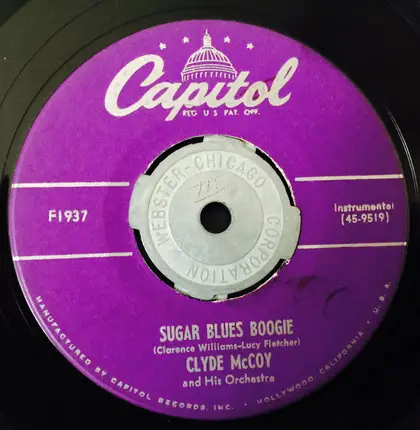 Capitol
REG. U.S. PAT. OFF.
F1937
Instrumental
(45-9519)
WEBSTER-CHICAGO CORPORATION
SUGAR BLUES BOOGIE
(Clarence Williams-Lucy Fletcher)
CLYDE McCOY
and His Orchestra
MANUFACTURED BY CAPITOL RECORDS, INC. • HOLLYWOOD, CALIFORNIA • U.S.A.